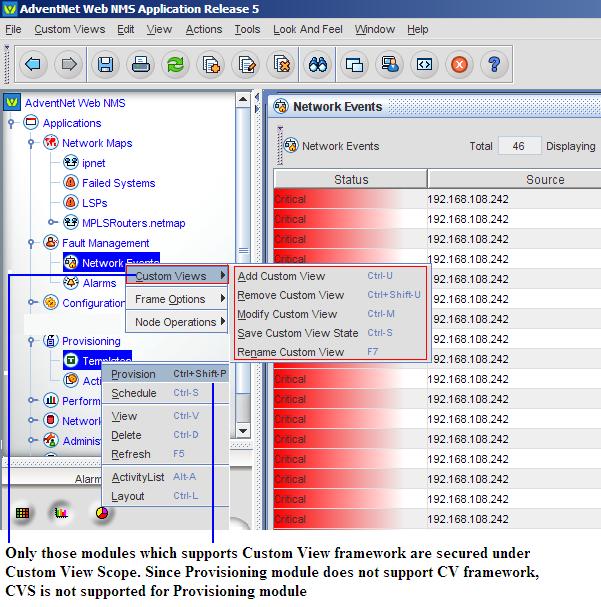 AdventNet Web NMS Application Release 5
File Custom Views Edit View Actions Tools Look And Feel Window Help
AdventNet Web NMS
Applications
Network Maps
ipnet
Failed Systems
LSPs
MPLSRouters.netmap
Fault Management
Network Events
Alarms
Configuration
Provisioning
Templates
Acti
Perform
Network
Adminis
Alarm
Custom Views
Frame Options
Node Operations
Add Custom View Ctrl-U
Remove Custom View Ctrl+Shift-U
Modify Custom View Ctrl-M
Save Custom View State Ctrl-S
Rename Custom View F7
Provision Ctrl+Shift-P
Schedule Ctrl-S
View Ctrl-V
Delete Ctrl-D
Refresh F5
ActivityList Alt-A
Layout Ctrl-L
Network Events
Network Events Total 46 Displaying
Status Source
Critical 192.168.108.242
Critical 192.168.108.242
Critical 192.168.108.242
192.168.108.242
192.168.108.242
192.168.108.242
192.168.108.242
192.168.108.242
192.168.108.242
Critical 192.168.108.242
Critical 192.168.108.242
Critical 192.168.108.242
Critical 192.168.108.242
Critical 192.168.108.242
Critical 192.168.108.242
Critical 192.168.108.242
Critical 192.168.108.242
Only those modules which supports Custom View framework are secured under
Custom View Scope. Since Provisioning module does not support CV framework,
CVS is not supported for Provisioning module